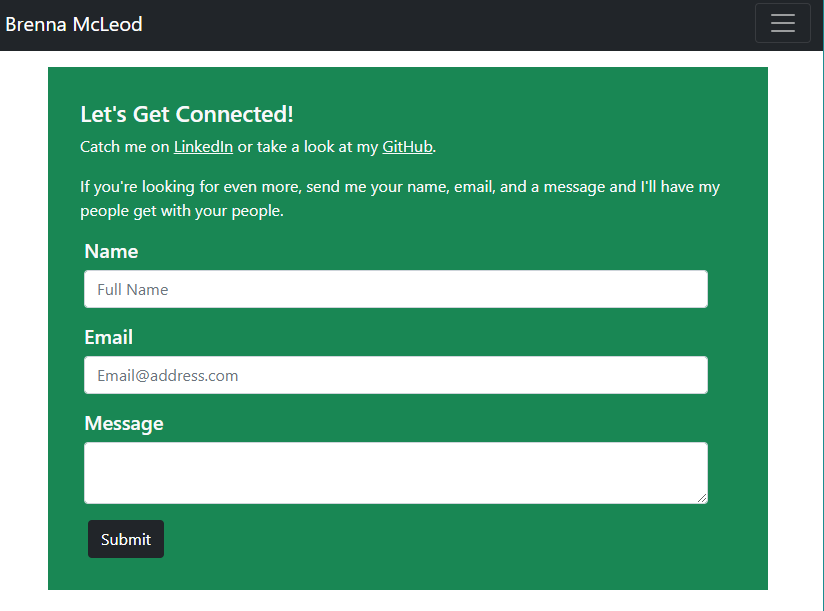 Brenna McLeod
Let's Get Connected!
Catch me on LinkedIn or take a look at my GitHub.
If you're looking for even more, send me your name, email, and a message and I'll have my
people get with your people.
Name
Full Name
Email
Email@address.com
Message
Submit